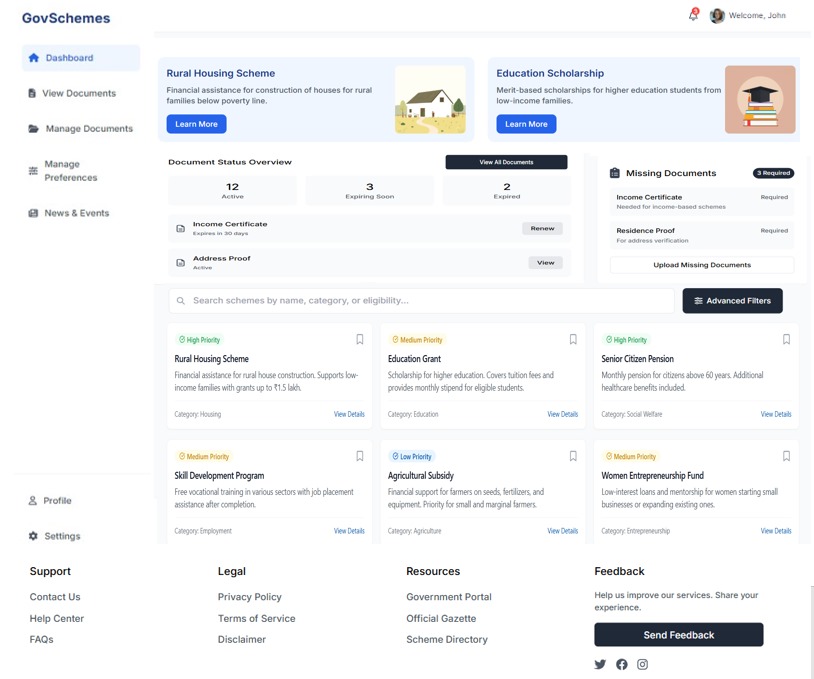 GovSchemes
3
Welcome, John
Dashboard
View Documents
Manage Documents
Manage
Preferences
News & Events
Profile
Settings
Rural Housing Scheme
Financial assistance for construction of houses for rural
families below poverty line.
Learn More
Education Scholarship
Merit-based scholarships for higher education students from
low-income families.
Learn More
Document Status Overview
View All Documents
12
Active
3
Expiring Soon
2
Expired
Income Certificate
Expires in 30 days
Renew
Address Proof
Active
View
Missing Documents
3 Required
Income Certificate
Needed for income-based schemes
Required
Residence Proof
For address verification
Required
Upload Missing Documents
Search schemes by name, category, or eligibility...
Advanced Filters
High Priority
Rural Housing Scheme
Financial assistance for rural house construction. Supports low-
income families with grants up to ₹1.5 lakh.
Category: Housing
View Details
Medium Priority
Education Grant
Scholarship for higher education. Covers tuition fees and
provides monthly stipend for eligible students.
Category: Education
View Details
High Priority
Senior Citizen Pension
Monthly pension for citizens above 60 years. Additional
healthcare benefits included.
Category: Social Welfare
View Details
Medium Priority
Skill Development Program
Free vocational training in various sectors with job placement
assistance after completion.
Category: Employment
View Details
Low Priority
Agricultural Subsidy
Financial support for farmers on seeds, fertilizers, and
equipment. Priority for small and marginal farmers.
Category: Agriculture
View Details
Medium Priority
Women Entrepreneurship Fund
Low-interest loans and mentorship for women starting small
businesses or expanding existing ones.
Category: Entrepreneurship
View Details
Support
Contact Us
Help Center
FAQs
Legal
Privacy Policy
Terms of Service
Disclaimer
Resources
Government Portal
Official Gazette
Scheme Directory
Feedback
Help us improve our services. Share your
experience.
Send Feedback